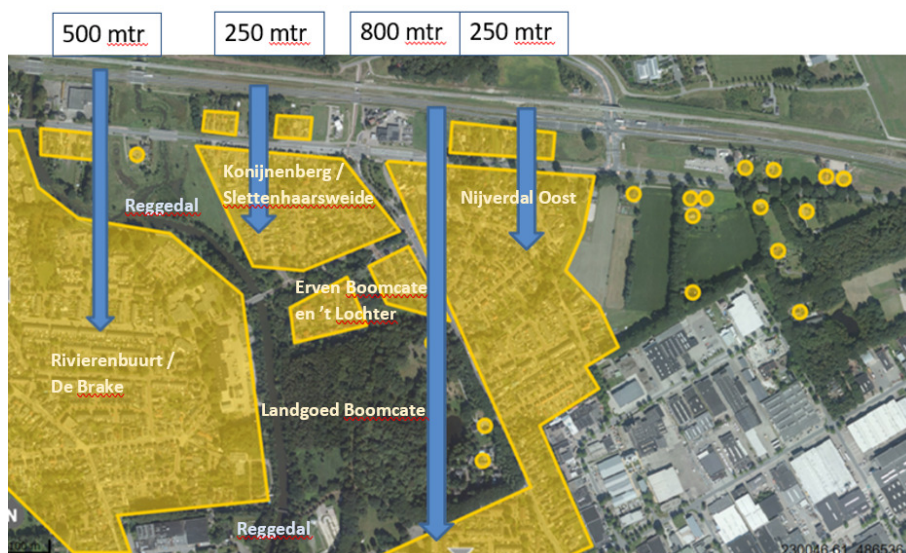 500 mtr
250 mtr
800 mtr
250 mtr
Konijnenberg /
Slettenhaarsweide
Nijverdal Oost
Reggedal
Erven Boomcate
en 't Lochter
Rivierenbuurt /
De Brake
Landgoed Boomcate
Reggedal
N